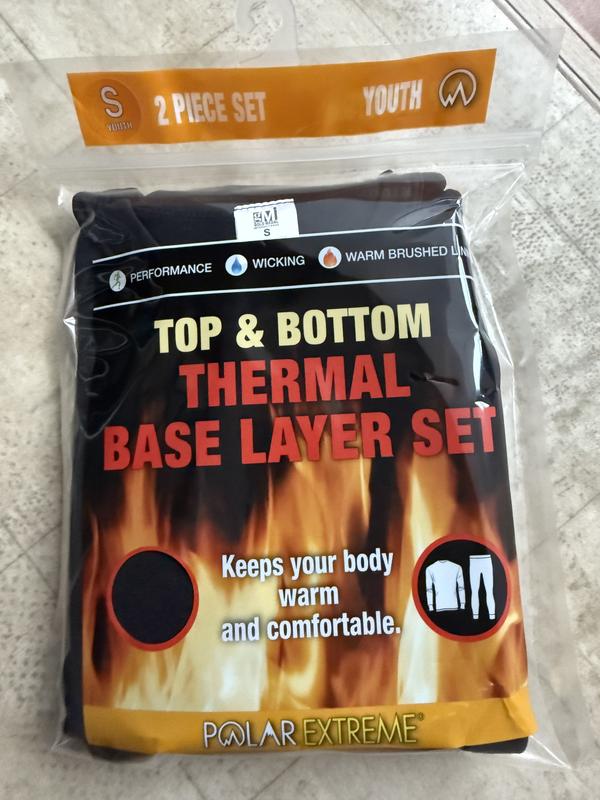 S
YOUTH
2 PIECE SET
YOUTH
S
PERFORMANCE
WICKING
WARM BRUSHED LIN
TOP & BOTTOM
THERMAL
BASE LAYER SET
Keeps your body
warm
and comfortable.
POLAR EXTREME®